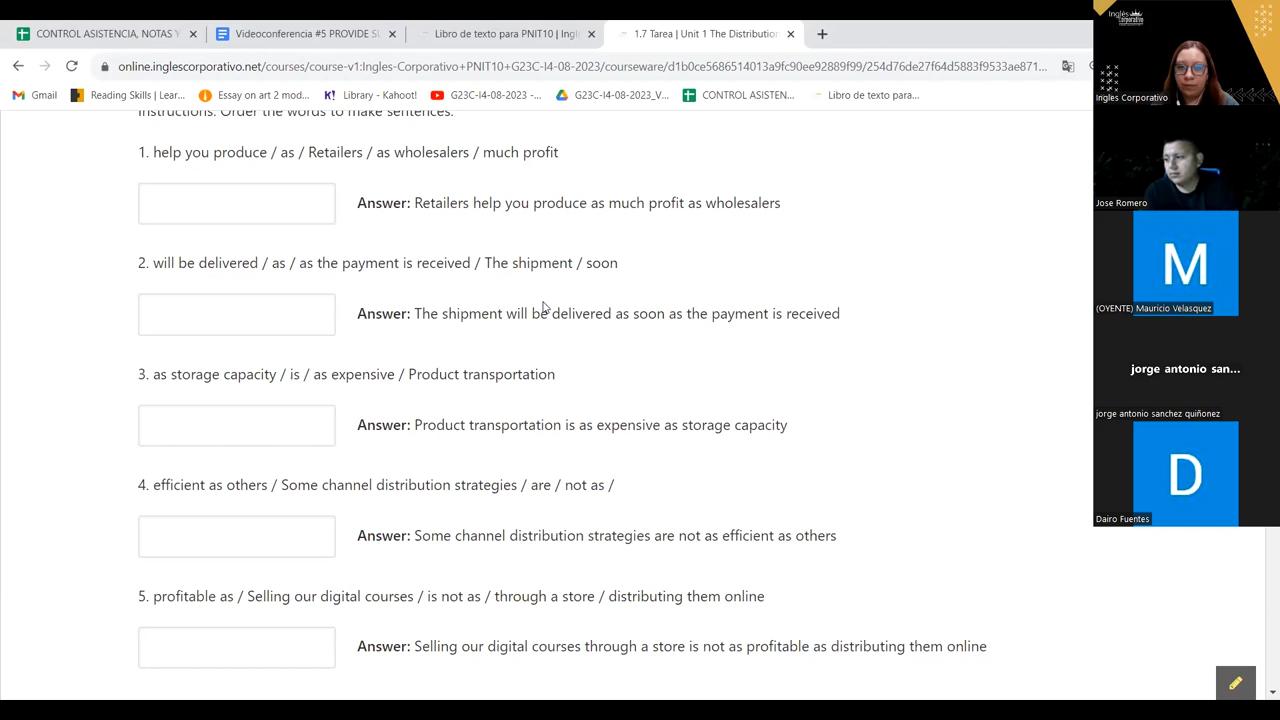 CONTROL ASISTENCIA, NOTAS Y
Videoconferencia #5 PROVIDE SU
Libro de texto para PNIT10 | Ingl
1.7 Tarea | Unit 1 The Distribution
online.inglescorporativo.net/courses/course-v1:Ingles-Corporativo+PNIT10+G23C-I4-08-2023/courseware/d1b0ce5686514013a9fc90ee92889f99/254d76de27f64d5883f9533ae871...
Gmail
Reading Skills | Lear...
Essay on art 2 mod...
Library - Kaho...
G23C-I4-08-2023 -...
G23C-I4-08-2023_V...
CONTROL ASISTEN...
Libro de texto para...
Instructions: Order the words to make sentences.
1. help you produce / as / Retailers / as wholesalers / much profit
Answer: Retailers help you produce as much profit as wholesalers
2. will be delivered / as / as the payment is received / The shipment / soon
Answer: The shipment will be delivered as soon as the payment is received
3. as storage capacity / is / as expensive / Product transportation
Answer: Product transportation is as expensive as storage capacity
4. efficient as others / Some channel distribution strategies / are / not as /
Answer: Some channel distribution strategies are not as efficient as others
5. profitable as / Selling our digital courses / is not as / through a store / distributing them online
Answer: Selling our digital courses through a store is not as profitable as distributing them online
Inglés
Corporativo
Ingles Corporativo
Jose Romero
M
(OYENTE) Mauricio Velasquez
jorge antonio san...
jorge antonio sanchez quiñonez
D
Dairo Fuentes